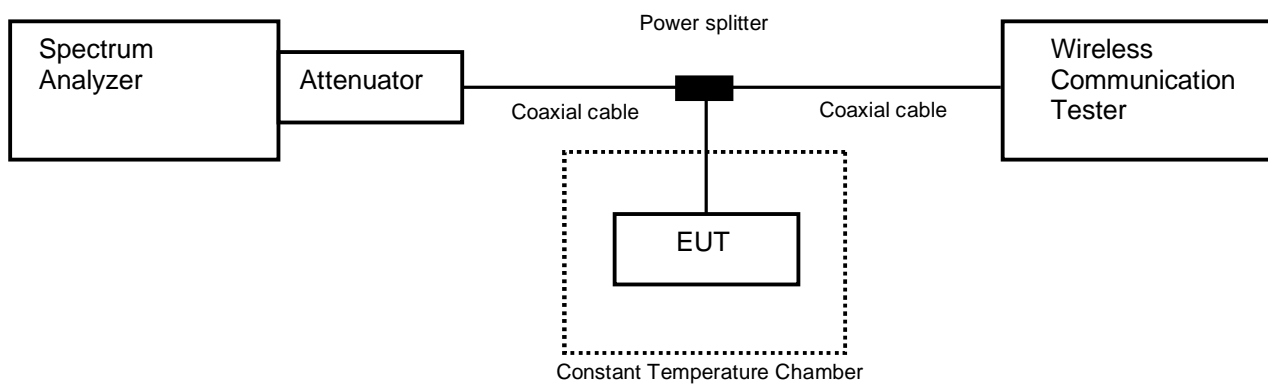 Power splitter
Spectrum
Analyzer
Attenuator
Wireless
Communication
Tester
Coaxial cable
Coaxial cable
EUT
Constant Temperature Chamber